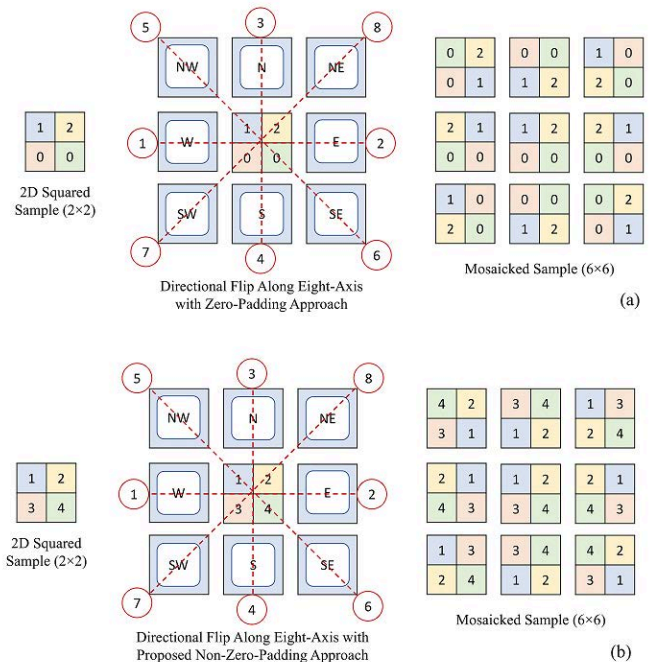 5 3 8
NW N NE
0 2 0 0 1 0
0 1 1 2 2 0
1 2
0 0
1 W 1 2 E 2
0 0
2 1 1 2 2 1
0 0 0 0 0 0
2D Squared
Sample (2×2)
SW S SE
7 4 6
1 0 0 0 0 2
2 0 1 2 0 1
Directional Flip Along Eight-Axis
with Zero-Padding Approach
Mosaicked Sample (6×6)
(a)
5 3 8
NW N NE
4 2 3 4 1 3
3 1 1 2 2 4
1 2
3 4
1 W 1 2 E 2
3 4
2 1 1 2 2 1
4 3 3 4 4 3
2D Squared
Sample (2×2)
SW S SE
7 4 6
1 3 3 4 4 2
2 4 1 2 3 1
Directional Flip Along Eight-Axis with
Proposed Non-Zero-Padding Approach
Mosaicked Sample (6×6)
(b)